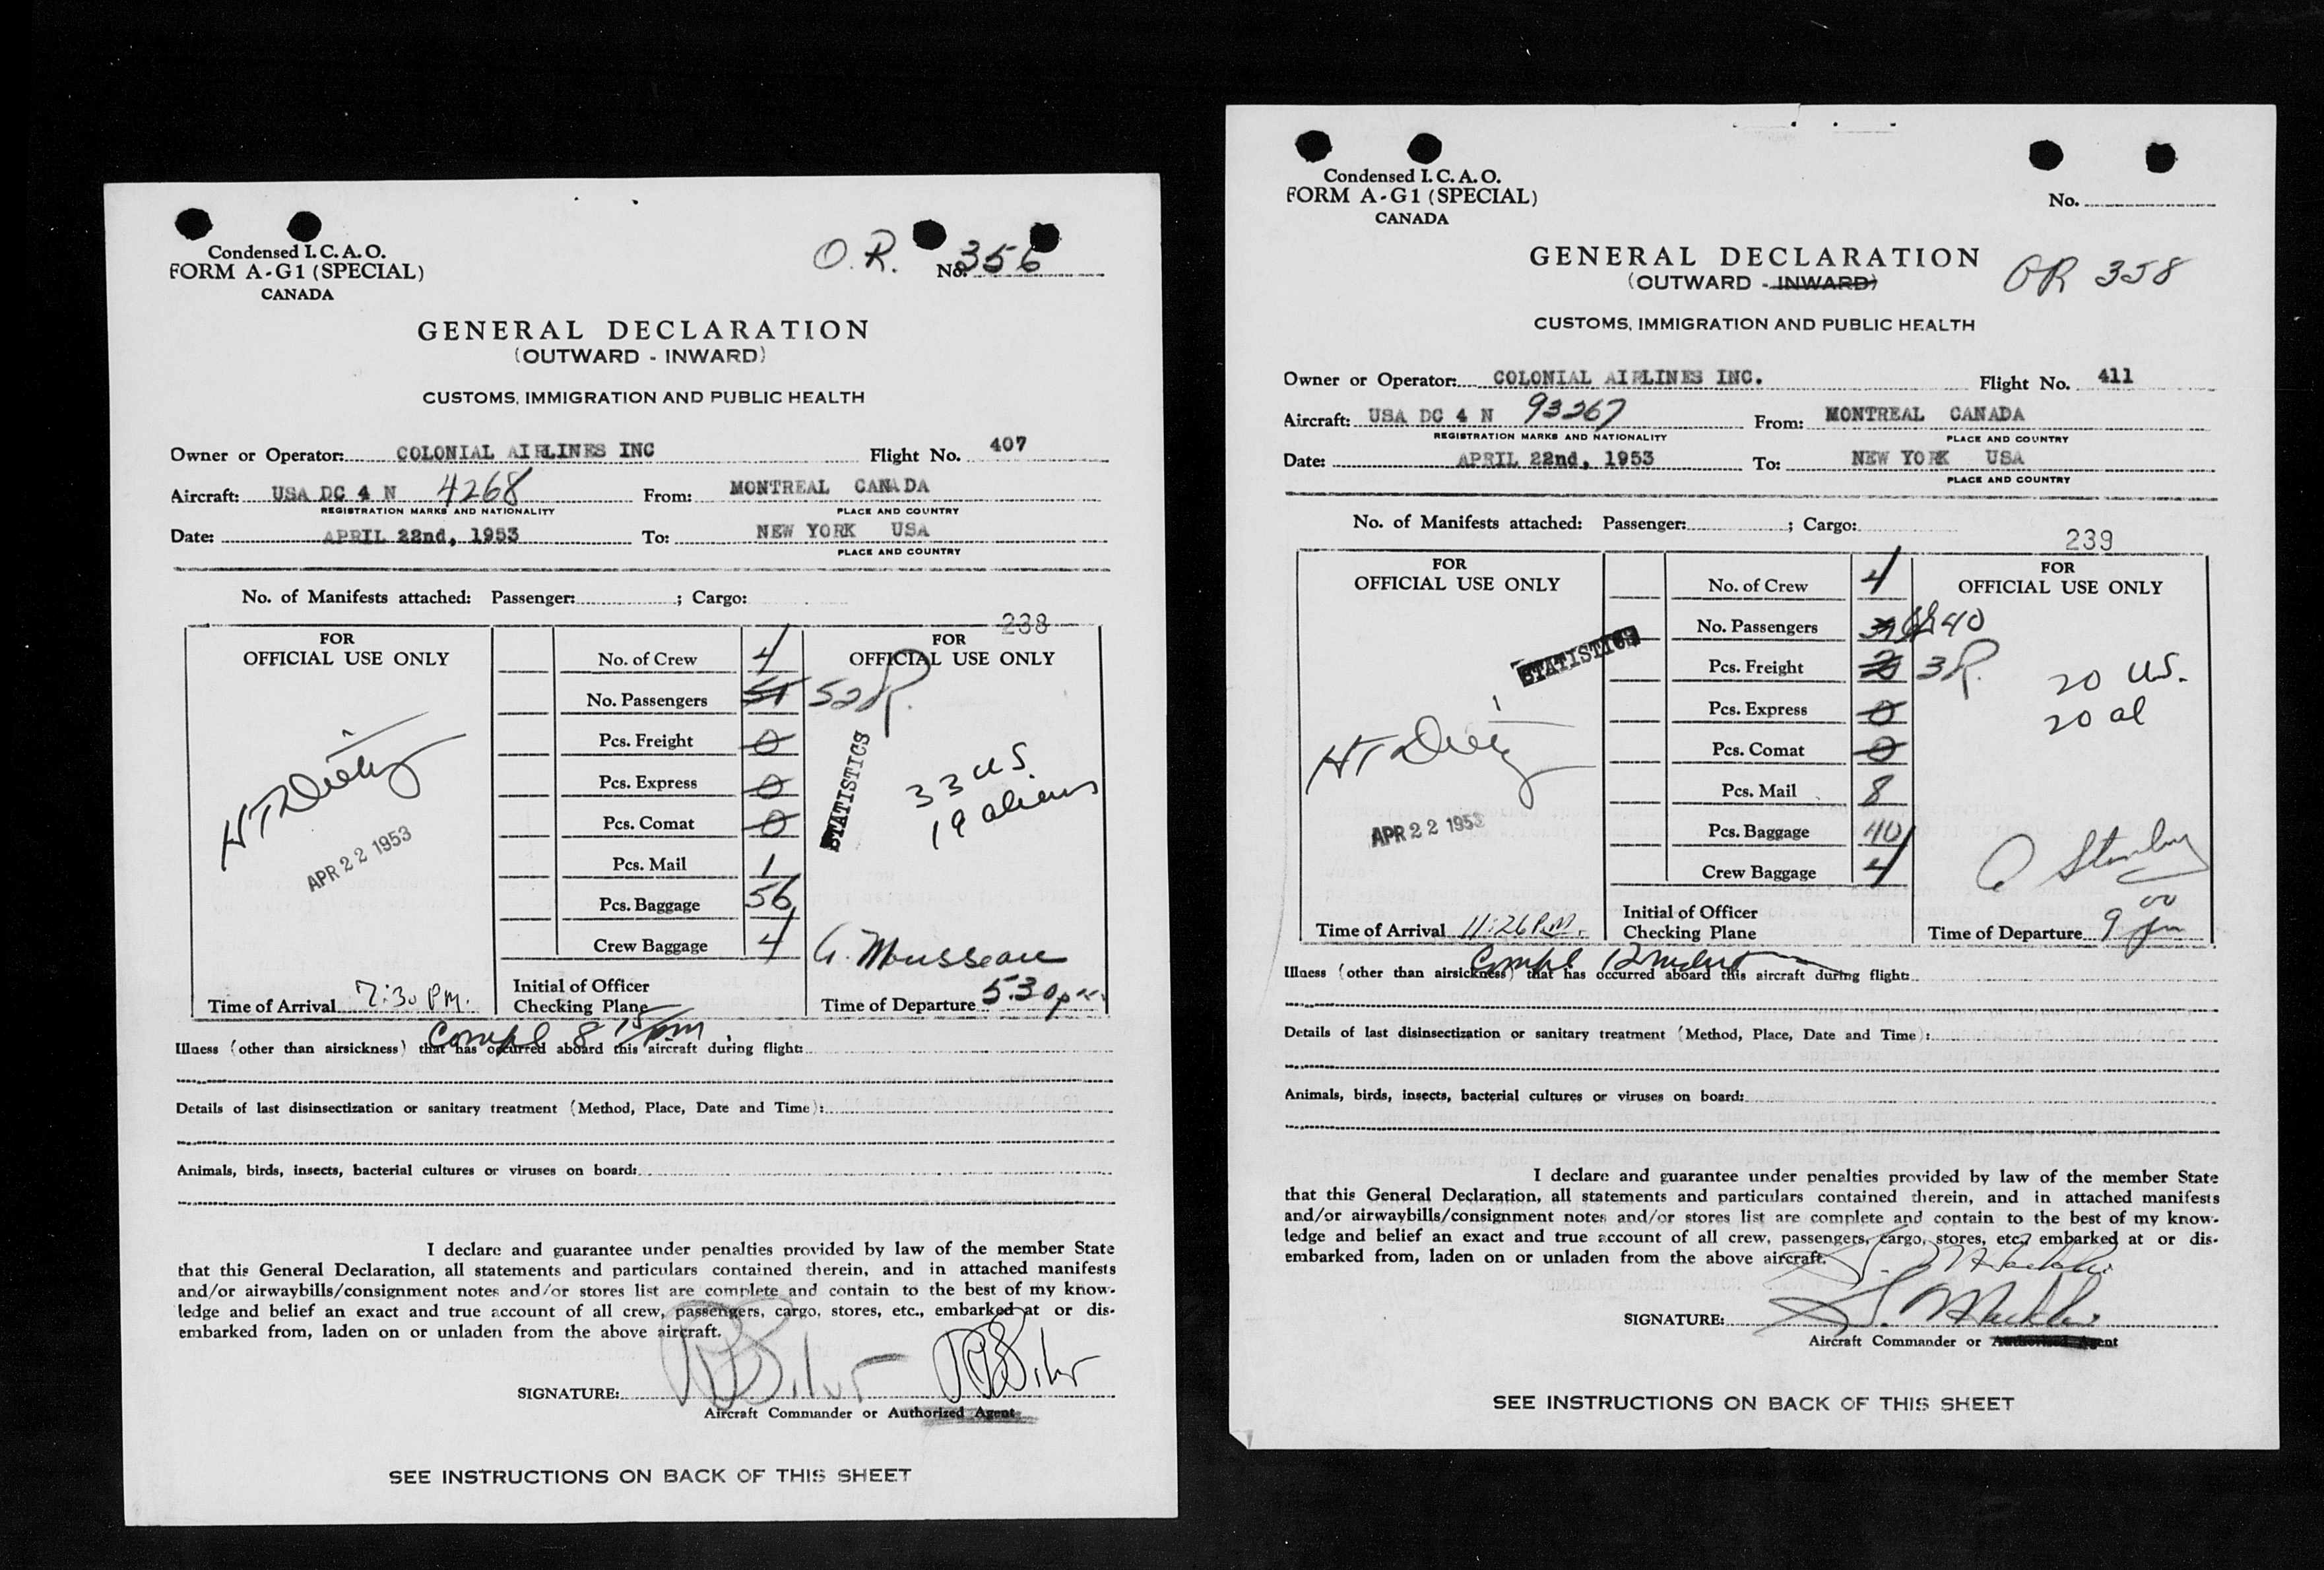 Condensed I. C. A. O.
FORM A-G1 (SPECIAL)
CANADA
O. R. No. 356
GENERAL DECLARATION
(OUTWARD - INWARD)
CUSTOMS, IMMIGRATION AND PUBLIC HEALTH
Owner or Operator: COLONIAL AIRLINES INC Flight No. 407
Aircraft: USA DC 4 N 4268 From: MONTREAL CANADA
REGISTRATION MARKS AND NATIONALITY PLACE AND COUNTRY
Date: APRIL 22nd, 1953 To: NEW YORK USA
PLACE AND COUNTRY
No. of Manifests attached: Passenger: ; Cargo:
238
FOR
OFFICIAL USE ONLY
APR 22 1953
Time of Arrival 7:30 P.M.
No. of Crew 4
No. Passengers 51 52
Pcs. Freight 0
Pcs. Express 0
Pcs. Comat 0
Pcs. Mail 1
Pcs. Baggage 56
Crew Baggage 4
Initial of Officer
Checking Plane
FOR
OFFICIAL USE ONLY
STATISTICS
33 US.
19 aliens
G. Mousseau
Time of Departure 5:30 pm
Compl 8 15 pm
Illness (other than airsickness) that has occurred aboard this aircraft during flight:
Details of last disinsectization or sanitary treatment (Method, Place, Date and Time):
Animals, birds, insects, bacterial cultures or viruses on board:
I declare and guarantee under penalties provided by law of the member State
that this General Declaration, all statements and particulars contained therein, and in attached manifests
and/or airwaybills/consignment notes and/or stores list are complete and contain to the best of my know-
ledge and belief an exact and true account of all crew, passengers, cargo, stores, etc., embarked at or dis-
embarked from, laden on or unladen from the above aircraft.
SIGNATURE:
Aircraft Commander or Authorized Agent
SEE INSTRUCTIONS ON BACK OF THIS SHEET
Condensed I. C. A. O.
FORM A-G1 (SPECIAL)
CANADA
No.
GENERAL DECLARATION
(OUTWARD - INWARD)
OR 358
CUSTOMS, IMMIGRATION AND PUBLIC HEALTH
Owner or Operator: COLONIAL AIRLINES INC. Flight No. 411
Aircraft: USA DC 4 N 93267 From: MONTREAL CANADA
REGISTRATION MARKS AND NATIONALITY PLACE AND COUNTRY
Date: APRIL 22nd, 1953 To: NEW YORK USA
PLACE AND COUNTRY
No. of Manifests attached: Passenger: ; Cargo:
239
FOR
OFFICIAL USE ONLY
STATISTICS
APR 22 1953
Time of Arrival 11:26 P.M.
No. of Crew 4
No. Passengers 40
Pcs. Freight 2 3
Pcs. Express 0
Pcs. Comat 0
Pcs. Mail 8
Pcs. Baggage 40
Crew Baggage 4
Initial of Officer
Checking Plane
FOR
OFFICIAL USE ONLY
20 US.
20 al
Time of Departure 9 00 pm
Compl 12 midnt
Illness (other than airsickness) that has occurred aboard this aircraft during flight:
Details of last disinsectization or sanitary treatment (Method, Place, Date and Time):
Animals, birds, insects, bacterial cultures or viruses on board:
I declare and guarantee under penalties provided by law of the member State
that this General Declaration, all statements and particulars contained therein, and in attached manifests
and/or airwaybills/consignment notes and/or stores list are complete and contain to the best of my know-
ledge and belief an exact and true account of all crew, passengers, cargo, stores, etc., embarked at or dis-
embarked from, laden on or unladen from the above aircraft.
SIGNATURE:
Aircraft Commander or Authorized Agent
SEE INSTRUCTIONS ON BACK OF THIS SHEET